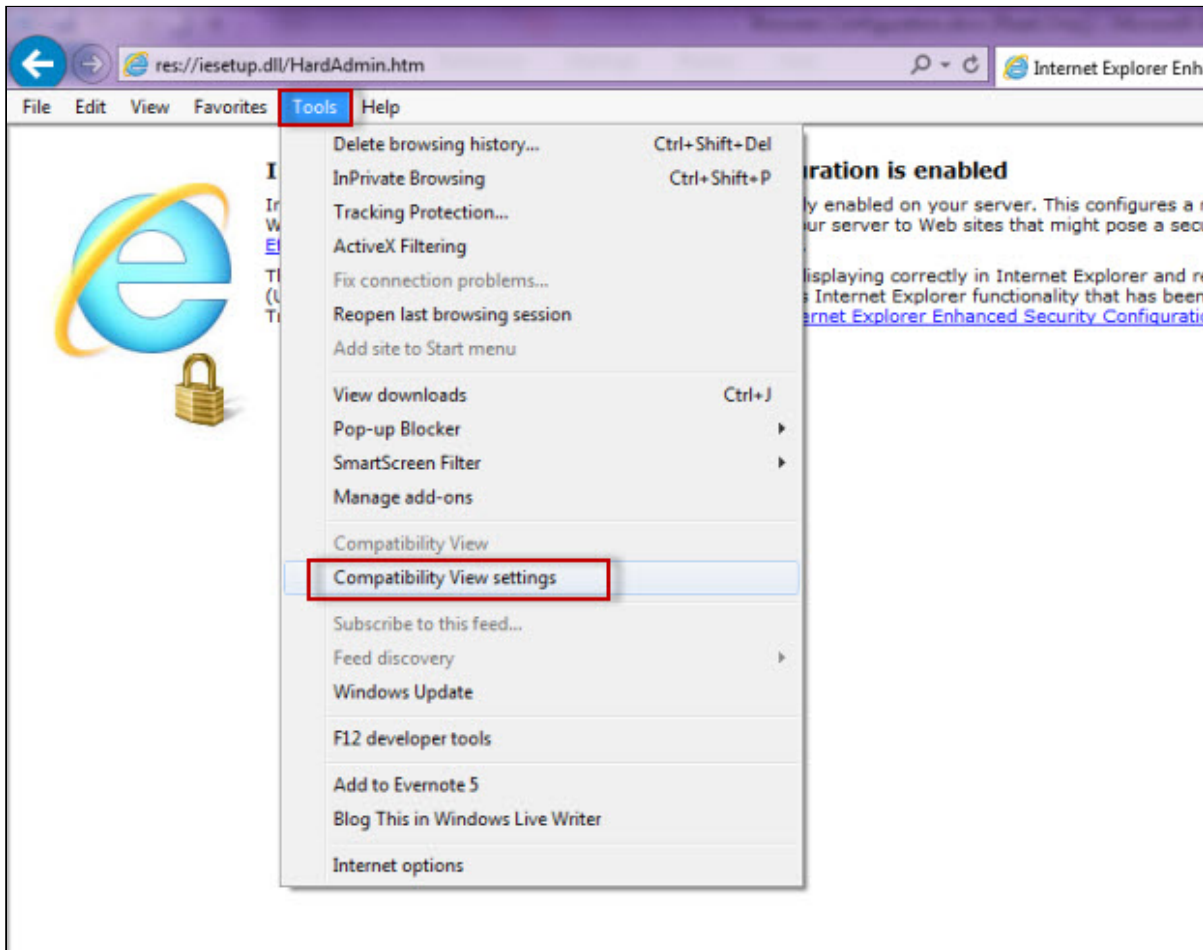 res://iesetup.dll/HardAdmin.htm
Internet Explorer Enh
File Edit View Favorites Tools Help
Delete browsing history... Ctrl+Shift+Del
InPrivate Browsing Ctrl+Shift+P
Tracking Protection...
ActiveX Filtering
Fix connection problems...
Reopen last browsing session
Add site to Start menu
View downloads Ctrl+J
Pop-up Blocker
SmartScreen Filter
Manage add-ons
Compatibility View
Compatibility View settings
Subscribe to this feed...
Feed discovery
Windows Update
F12 developer tools
Add to Evernote 5
Blog This in Windows Live Writer
Internet options
uration is enabled
ly enabled on your server. This configures a
ur server to Web sites that might pose a secu
isplaying correctly in Internet Explorer and re
s Internet Explorer functionality that has been
ernet Explorer Enhanced Security Configuratio